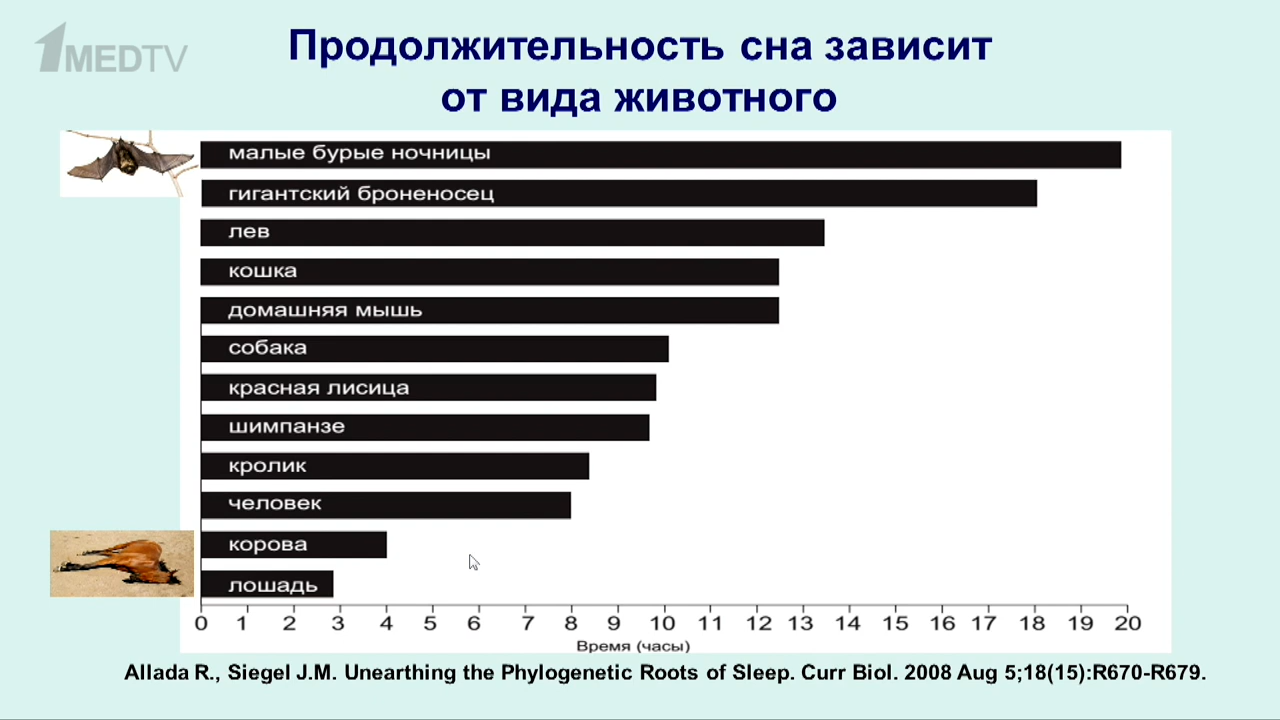 1MEDTV
Продолжительность сна зависит
от вида животного
малые бурые ночницы
гигантский броненосец
лев
кошка
домашняя мышь
собака
красная лисица
шимпанзе
кролик
человек
корова
лошадь
0 1 2 3 4 5 6 7 8 9 10 11 12 13 14 15 16 17 18 19 20
Время (часы)
Allada R., Siegel J.M. Unearthing the Phylogenetic Roots of Sleep. Curr Biol. 2008 Aug 5;18(15):R670-R679.